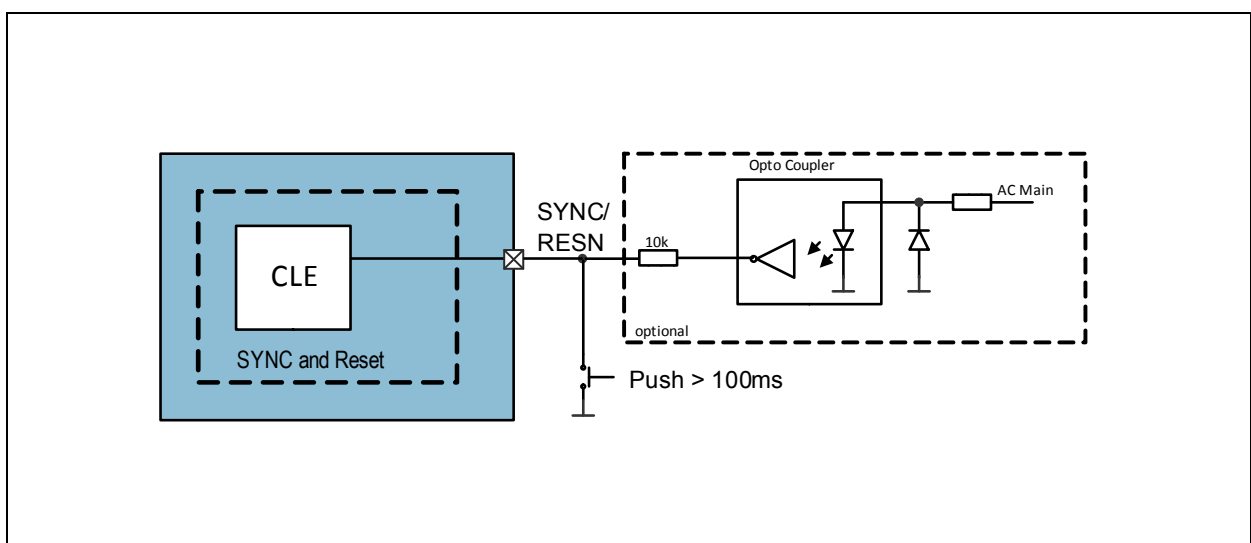 Opto Coupler
AC Main
SYNC/
RESN
10k
CLE
optional
SYNC and Reset
Push > 100ms